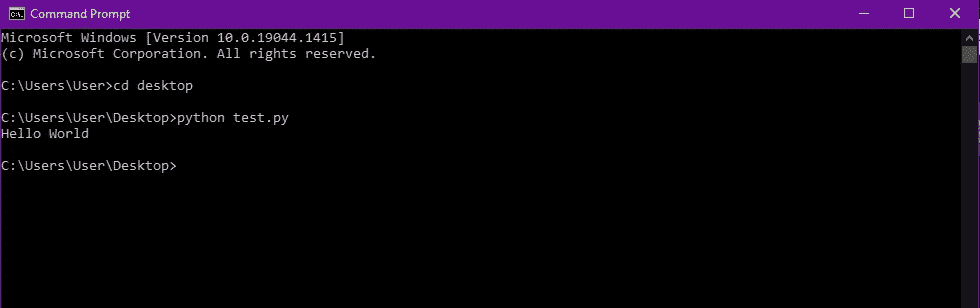 Command Prompt
Microsoft Windows [Version 10.0.19044.1415]
(c) Microsoft Corporation. All rights reserved.
C:\Users\User>cd desktop
C:\Users\User\Desktop>python test.py
Hello World
C:\Users\User\Desktop>